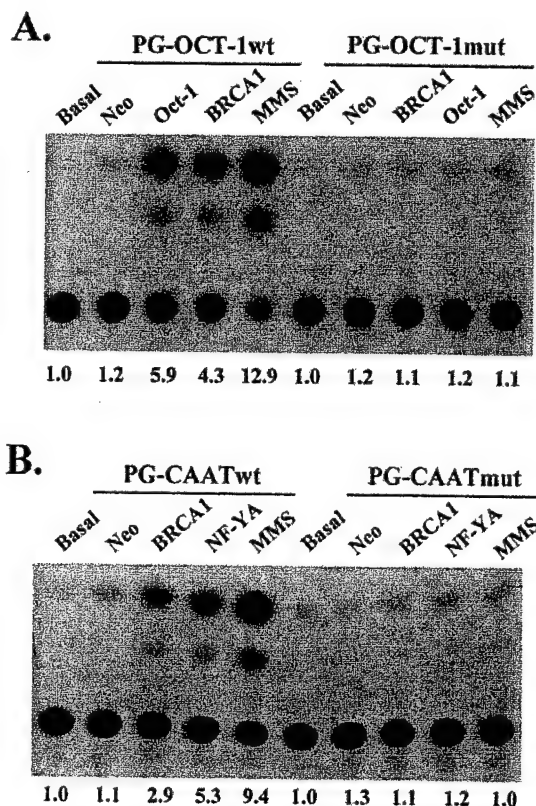 A.
PG-OCT-1wt PG-OCT-1mut
Basal Neo Oct-1 BRCA1 MMS Basal Neo BRCA1 Oct-1 MMS
1.0 1.2 5.9 4.3 12.9 1.0 1.2 1.1 1.2 1.1
B.
PG-CAATwt PG-CAATmut
Basal Neo BRCA1 NF-YA MMS Basal Neo BRCA1 NF-YA MMS
1.0 1.1 2.9 5.3 9.4 1.0 1.3 1.1 1.2 1.0